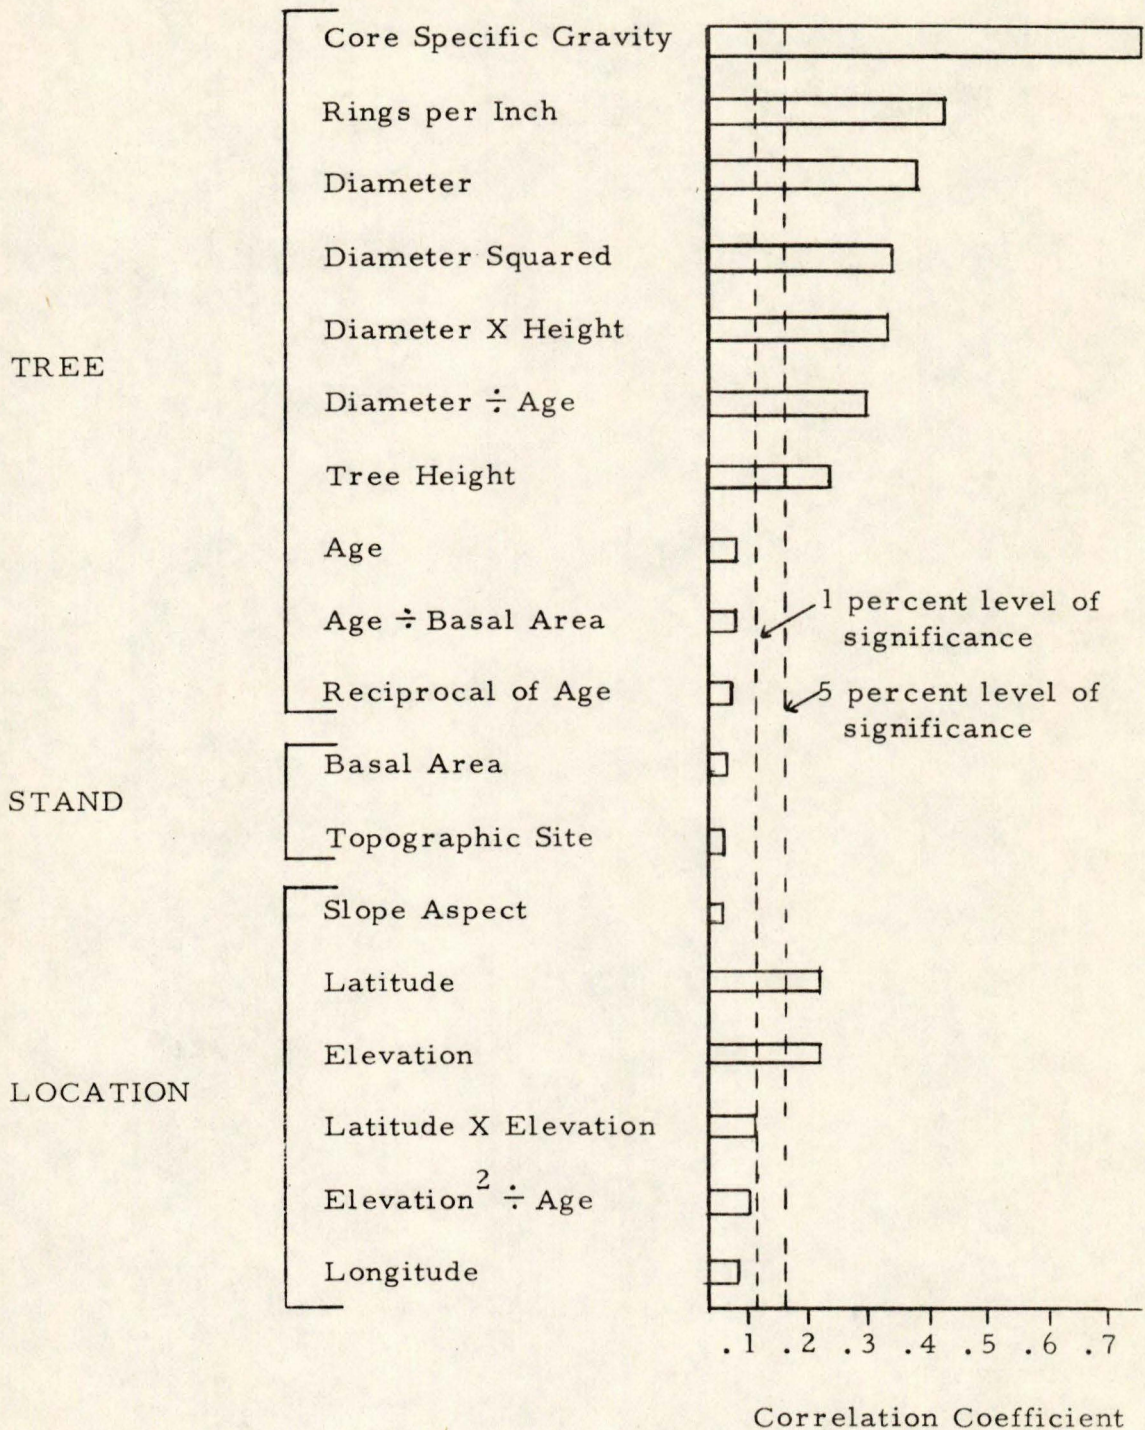 Core Specific Gravity
Rings per Inch
Diameter
Diameter Squared
Diameter X Height
TREE
Diameter ÷ Age
Tree Height
Age
1 percent level of
significance
Age ÷ Basal Area
Reciprocal of Age
5 percent level of
significance
Basal Area
STAND
Topographic Site
Slope Aspect
Latitude
Elevation
LOCATION
Latitude X Elevation
Elevation² ÷ Age
Longitude
.1 .2 .3 .4 .5 .6 .7
Correlation Coefficient